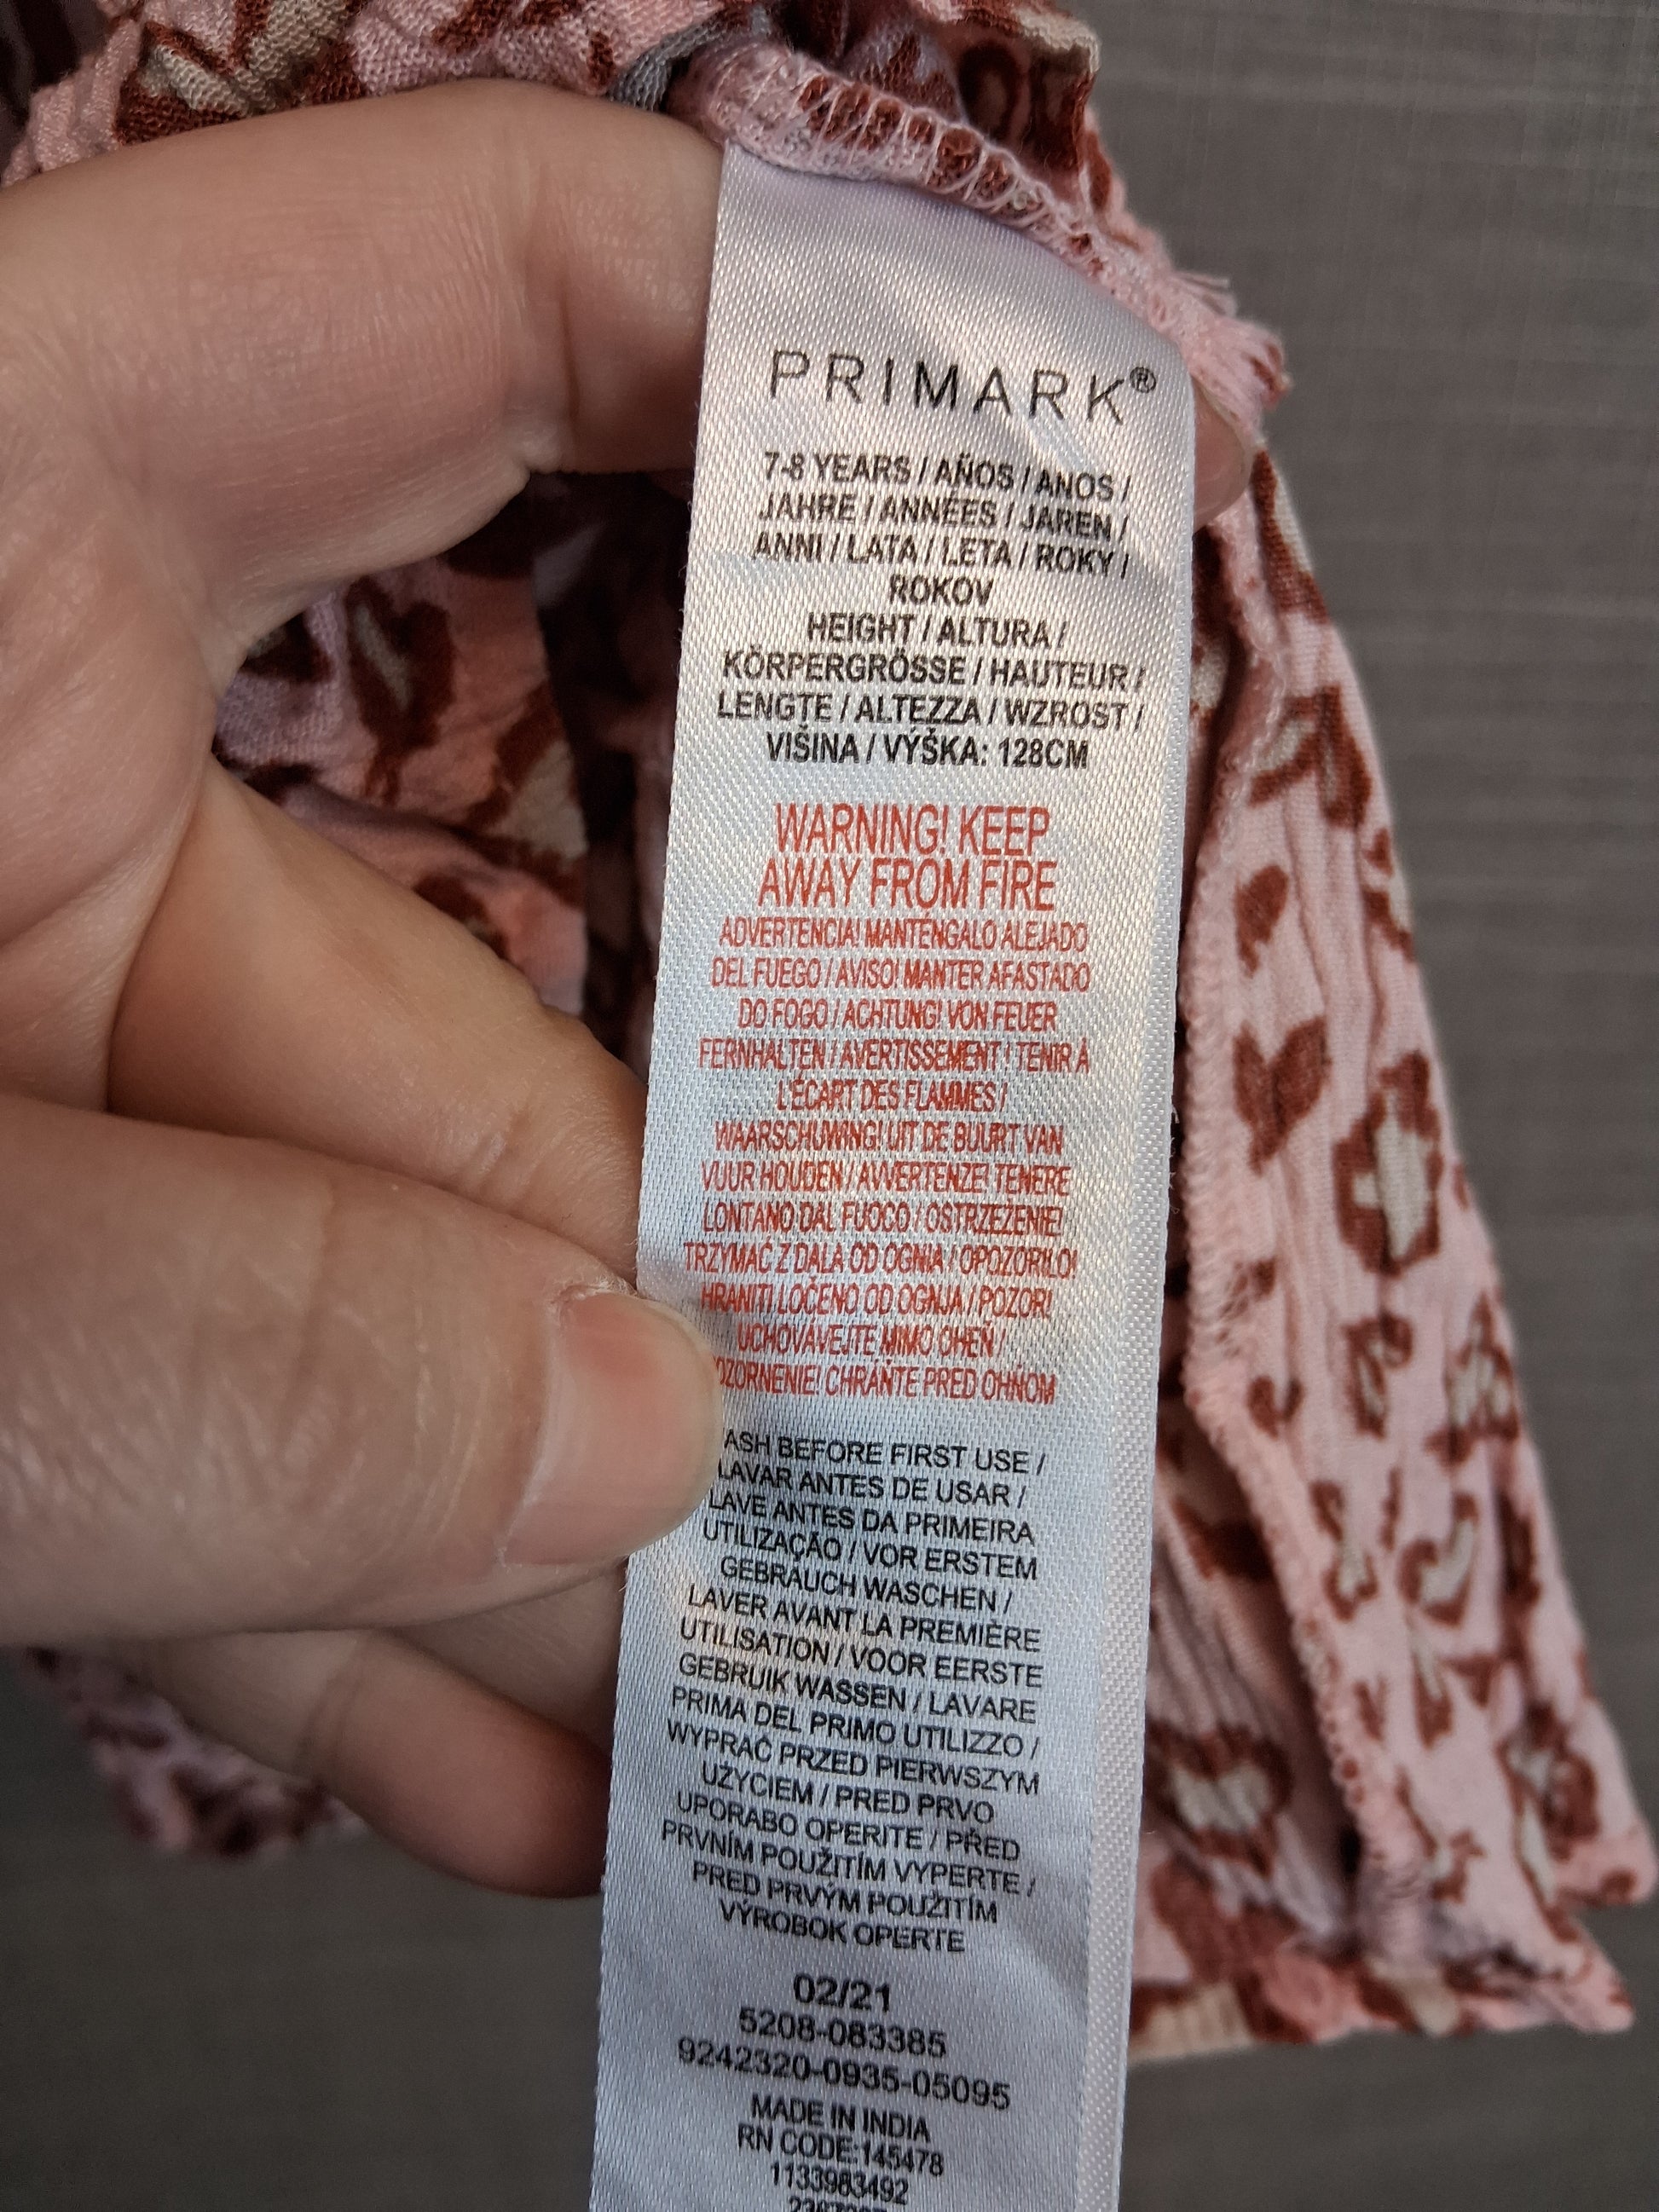 PRIMARK®
7-8 YEARS / AÑOS / ANOS /
JAHRE / ANNÉES / JAREN /
ANNI / LATA / LETA / ROKY /
ROKOV
HEIGHT / ALTURA /
KÖRPERGRÖSSE / HAUTEUR /
LENGTE / ALTEZZA / WZROST /
VIŠINA / VÝŠKA: 128CM
WARNING! KEEP
AWAY FROM FIRE
ADVERTENCIA! MANTÉNGALO ALEJADO
DEL FUEGO / AVISO! MANTER AFASTADO
DO FOGO / ACHTUNG! VON FEUER
FERNHALTEN / AVERTISSEMENT ! TENIR À
L'ÉCART DES FLAMMES /
WAARSCHUWING! UIT DE BUURT VAN
VUUR HOUDEN / AVVERTENZE! TENERE
LONTANO DAL FUOCO / OSTRZEŻENIE!
TRZYMAĆ Z DALA OD OGNIA / OPOZORILO!
HRANITI LOČENO OD OGNJA / POZOR!
UCHOVÁVEJTE MIMO OHEŇ /
OZORNENIE! CHRÁŇTE PRED OHŇOM
ASH BEFORE FIRST USE /
LAVAR ANTES DE USAR /
LAVE ANTES DA PRIMEIRA
UTILIZAÇÃO / VOR ERSTEM
GEBRAUCH WASCHEN /
LAVER AVANT LA PREMIÈRE
UTILISATION / VOOR EERSTE
GEBRUIK WASSEN / LAVARE
PRIMA DEL PRIMO UTILIZZO /
WYPRAĆ PRZED PIERWSZYM
UŻYCIEM / PRED PRVO
UPORABO OPERITE / PŘED
PRVNÍM POUŽITÍM VYPERTE /
PRED PRVÝM POUŽITÍM
VÝROBOK OPERTE
02/21
5208-083385
9242320-0935-05095
MADE IN INDIA
RN CODE:145478
1133983492